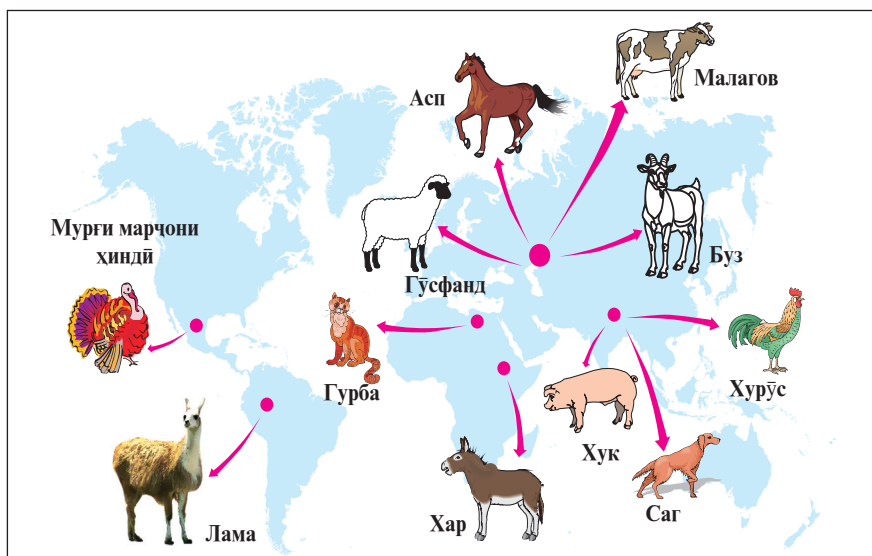 Малагов
Асп
Мурғи марҷони
ҳиндӣ
Гӯсфанд
Буз
Гурба
Хурӯс
Хук
Лама
Хар
Саг